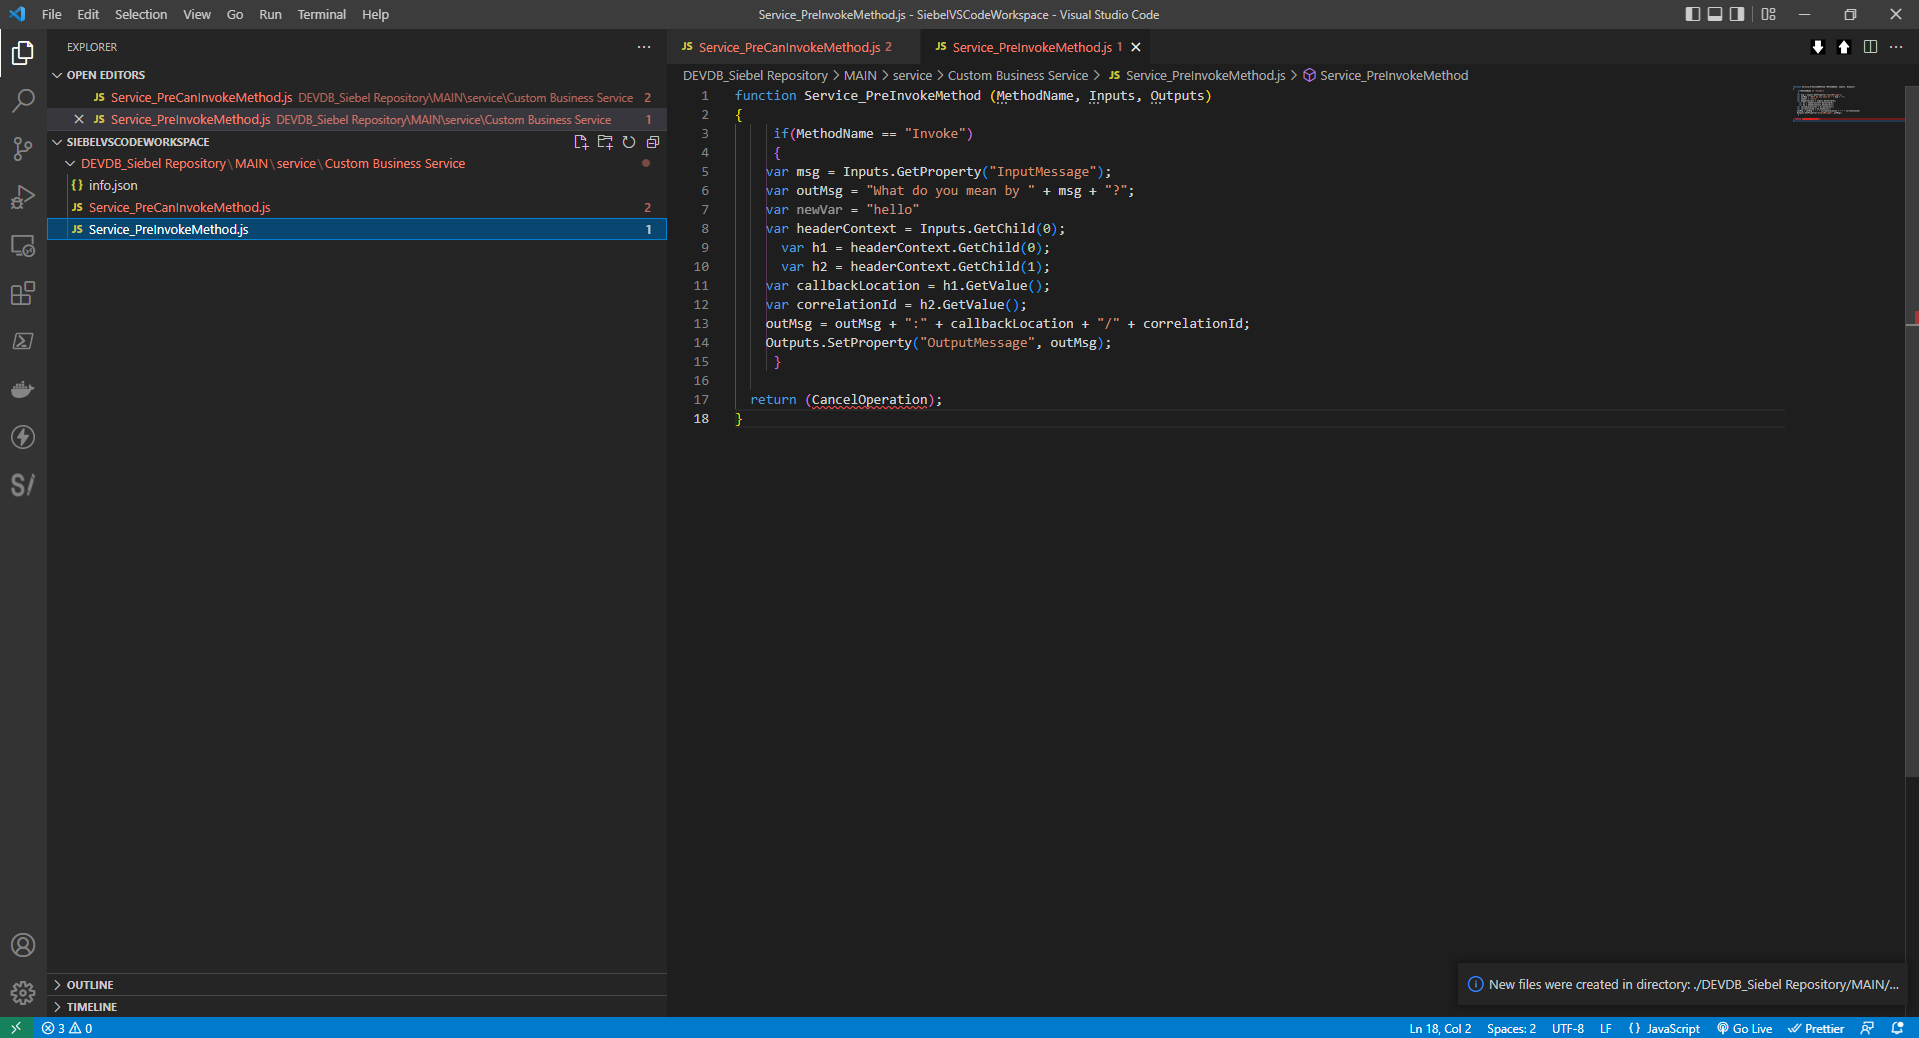 File Edit Selection View Go Run Terminal Help
Service_PreInvokeMethod.js - SiebelVSCodeWorkspace - Visual Studio Code
EXPLORER
OPEN EDITORS
JS Service_PreCanInvokeMethod.js DEVDB_Siebel Repository\MAIN\service\Custom Business Service 2
JS Service_PreInvokeMethod.js DEVDB_Siebel Repository\MAIN\service\Custom Business Service 1
SIEBELVSCODEWORKSPACE
DEVDB_Siebel Repository \ MAIN \ service \ Custom Business Service
{} info.json
JS Service_PreCanInvokeMethod.js 2
JS Service_PreInvokeMethod.js 1
OUTLINE
TIMELINE
JS Service_PreCanInvokeMethod.js 2 JS Service_PreInvokeMethod.js 1
DEVDB_Siebel Repository > MAIN > service > Custom Business Service > JS Service_PreInvokeMethod.js > Service_PreInvokeMethod
1 function Service_PreInvokeMethod (MethodName, Inputs, Outputs)
2 {
3 if(MethodName == "Invoke")
4 {
5 var msg = Inputs.GetProperty("InputMessage");
6 var outMsg = "What do you mean by " + msg + "?";
7 var newVar = "hello"
8 var headerContext = Inputs.GetChild(0);
9 var h1 = headerContext.GetChild(0);
10 var h2 = headerContext.GetChild(1);
11 var callbackLocation = h1.GetValue();
12 var correlationId = h2.GetValue();
13 outMsg = outMsg + ":" + callbackLocation + "/" + correlationId;
14 Outputs.SetProperty("OutputMessage", outMsg);
15 }
16
17 return (CancelOperation);
18 }
New files were created in directory: ./DEVDB_Siebel Repository/MAIN/...
3 0
Ln 18, Col 2 Spaces: 2 UTF-8 LF {} JavaScript Go Live Prettier